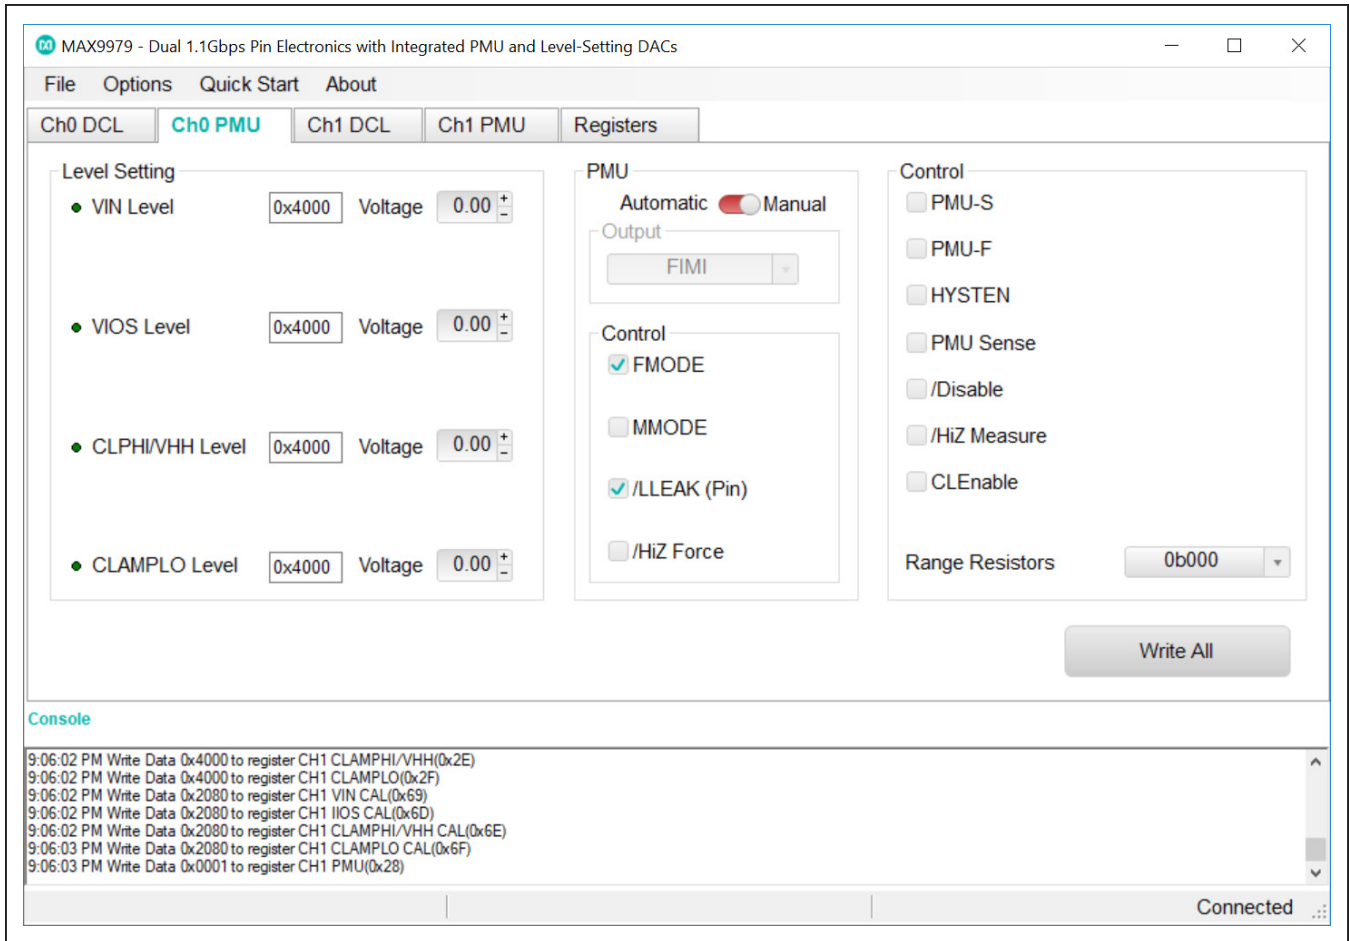 MAX9979 - Dual 1.1Gbps Pin Electronics with Integrated PMU and Level-Setting DACs
File Options Quick Start About
Ch0 DCL Ch0 PMU Ch1 DCL Ch1 PMU Registers
Level Setting
VIN Level 0x4000 Voltage 0.00 + -
VIOS Level 0x4000 Voltage 0.00 + -
CLPHI/VHH Level 0x4000 Voltage 0.00 + -
CLAMPLO Level 0x4000 Voltage 0.00 + -
PMU
Automatic Manual
Output
FIMI
Control
FMODE
MMODE
/LLEAK (Pin)
/HiZ Force
Control
PMU-S
PMU-F
HYSTEN
PMU Sense
/Disable
/HiZ Measure
CLEnable
Range Resistors 0b000
Write All
Console
9:06:02 PM Write Data 0x4000 to register CH1 CLAMPHI/VHH(0x2E)
9:06:02 PM Write Data 0x4000 to register CH1 CLAMPLO(0x2F)
9:06:02 PM Write Data 0x2080 to register CH1 VIN CAL(0x69)
9:06:02 PM Write Data 0x2080 to register CH1 IIOS CAL(0x6D)
9:06:02 PM Write Data 0x2080 to register CH1 CLAMPHI/VHH CAL(0x6E)
9:06:03 PM Write Data 0x2080 to register CH1 CLAMPLO CAL(0x6F)
9:06:03 PM Write Data 0x0001 to register CH1 PMU(0x28)
Connected